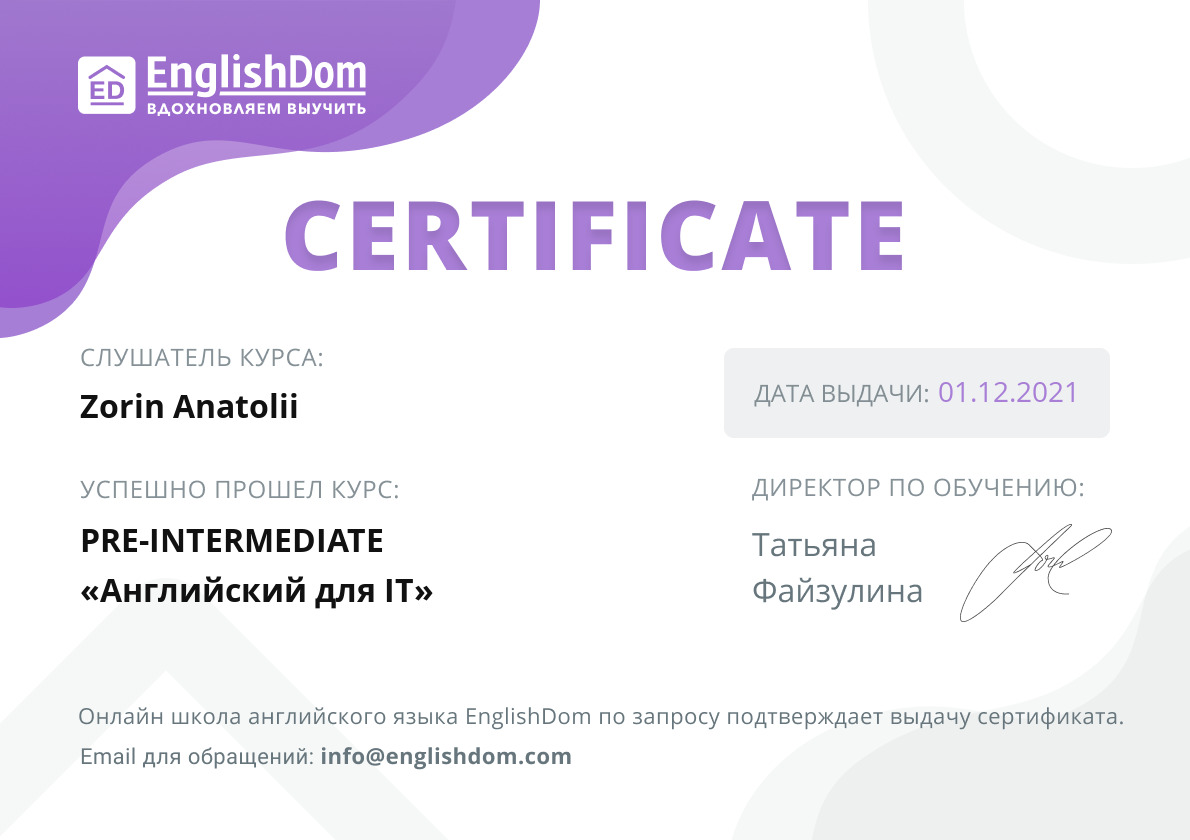 ED
EnglishDom
ВДОХНОВЛЯЕМ ВЫУЧИТЬ
CERTIFICATE
СЛУШАТЕЛЬ КУРСА:
Zorin Anatolii
ДАТА ВЫДАЧИ: 01.12.2021
УСПЕШНО ПРОШЕЛ КУРС:
PRE-INTERMEDIATE
«Английский для IT»
ДИРЕКТОР ПО ОБУЧЕНИЮ:
Татьяна
Файзулина
Онлайн школа английского языка EnglishDom по запросу подтверждает выдачу сертификата.
Email для обращений: info@englishdom.com